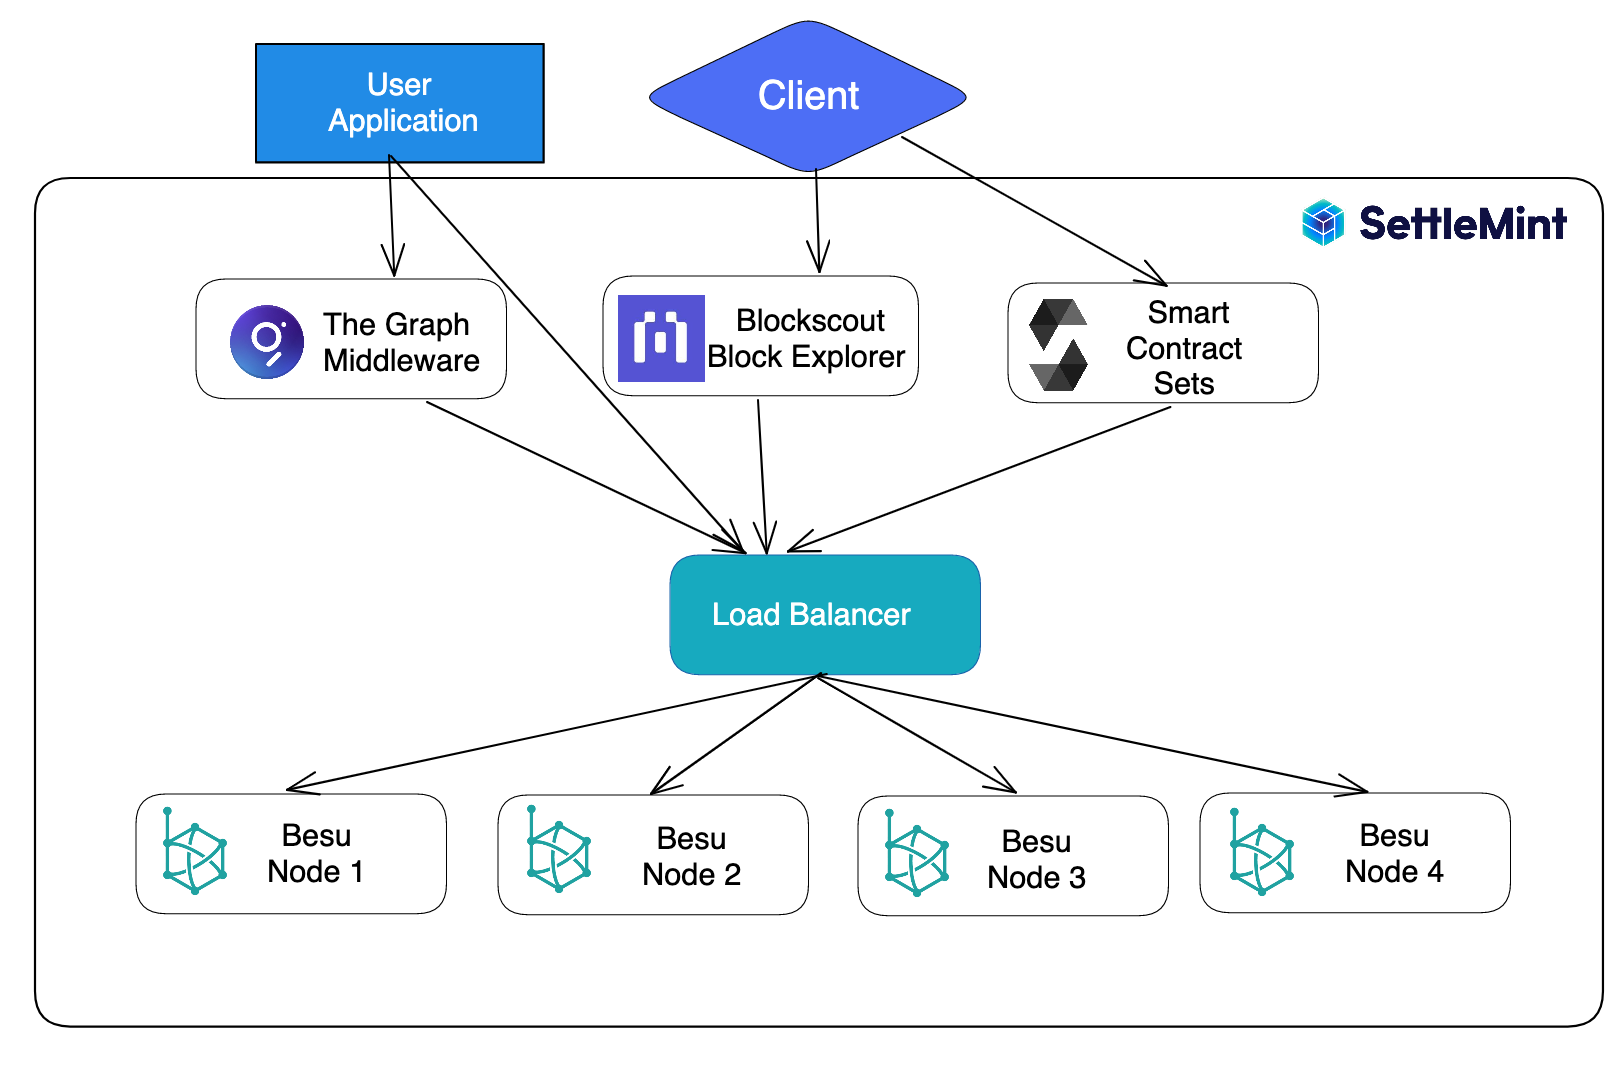 User
Application
Client
SettleMint
The Graph
Middleware
Blockscout
Block Explorer
Smart
Contract
Sets
Load Balancer
Besu
Node 1
Besu
Node 2
Besu
Node 3
Besu
Node 4